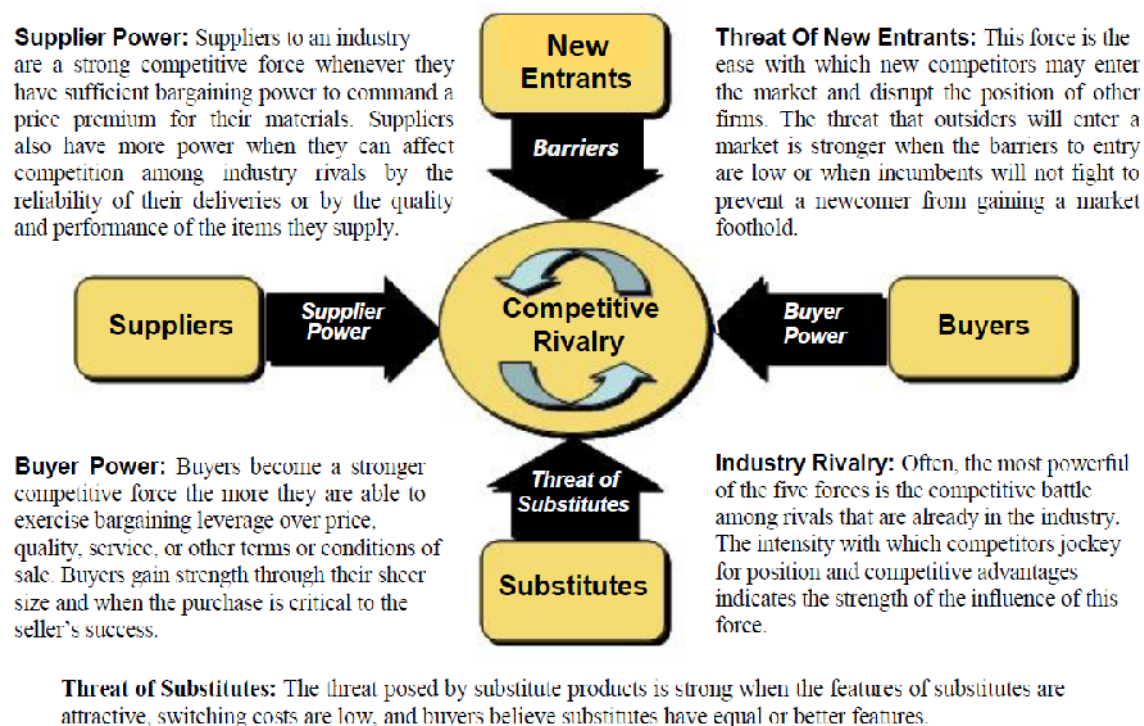 Supplier Power: Suppliers to an industry
are a strong competitive force whenever they
have sufficient bargaining power to command a
price premium for their materials. Suppliers
also have more power when they can affect
competition among industry rivals by the
reliability of their deliveries or by the quality
and performance of the items they supply.
New
Entrants
Barriers
Threat Of New Entrants: This force is the
ease with which new competitors may enter
the market and disrupt the position of other
firms. The threat that outsiders will enter a
market is stronger when the barriers to entry
are low or when incumbents will not fight to
prevent a newcomer from gaining a market
foothold.
Suppliers
Supplier
Power
Competitive
Rivalry
Buyer
Power
Buyers
Buyer Power: Buyers become a stronger
competitive force the more they are able to
exercise bargaining leverage over price,
quality, service, or other terms or conditions of
sale. Buyers gain strength through their sheer
size and when the purchase is critical to the
seller's success.
Threat of
Substitutes
Substitutes
Industry Rivalry: Often, the most powerful
of the five forces is the competitive battle
among rivals that are already in the industry.
The intensity with which competitors jockey
for position and competitive advantages
indicates the strength of the influence of this
force.
Threat of Substitutes: The threat posed by substitute products is strong when the features of substitutes are
attractive, switching costs are low, and buyers believe substitutes have equal or better features.